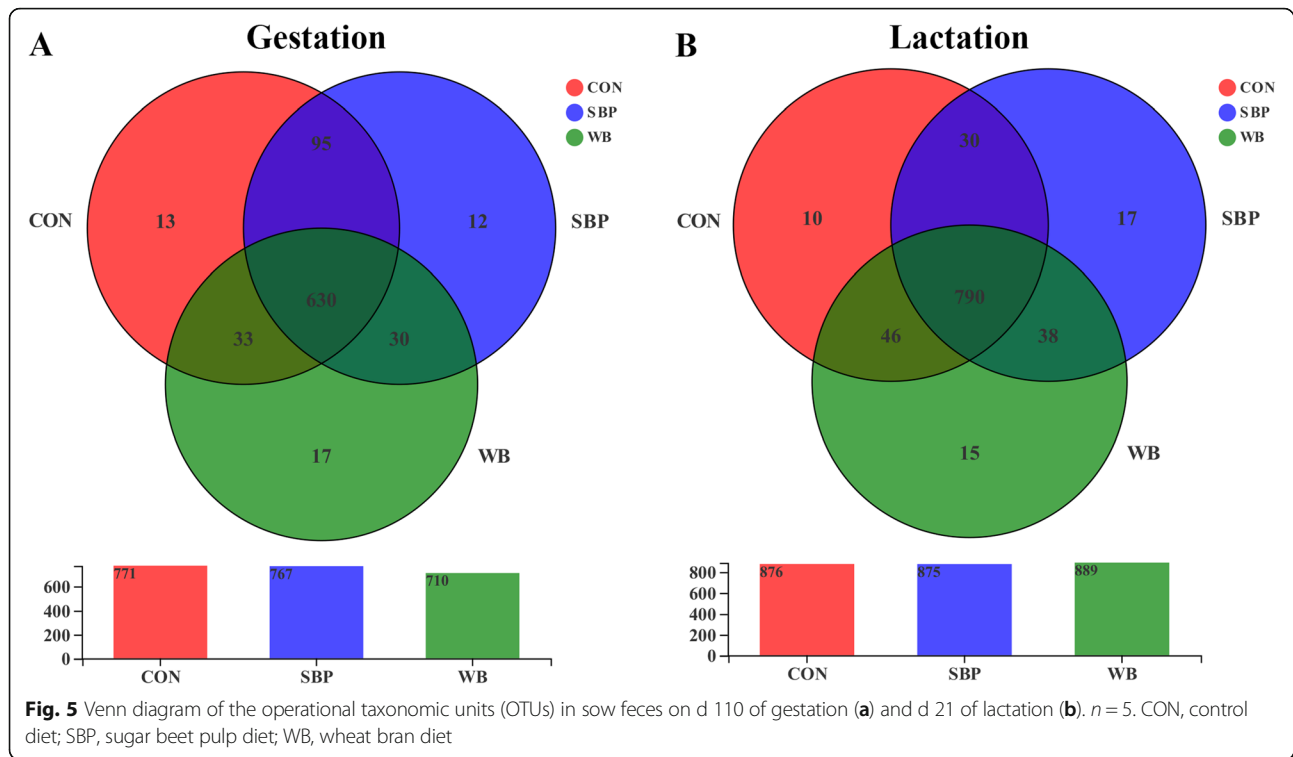 A
Gestation
CON
SBP
WB
95
CON
13
12
SBP
630
33
30
17
WB
771
767
710
600
400
200
0
CON
SBP
WB
B
Lactation
CON
SBP
WB
30
CON
10
17
SBP
790
46
38
15
WB
876
875
889
800
600
400
200
0
CON
SBP
WB
Fig. 5 Venn diagram of the operational taxonomic units (OTUs) in sow feces on d 110 of gestation (a) and d 21 of lactation (b). n = 5. CON, control
diet; SBP, sugar beet pulp diet; WB, wheat bran diet